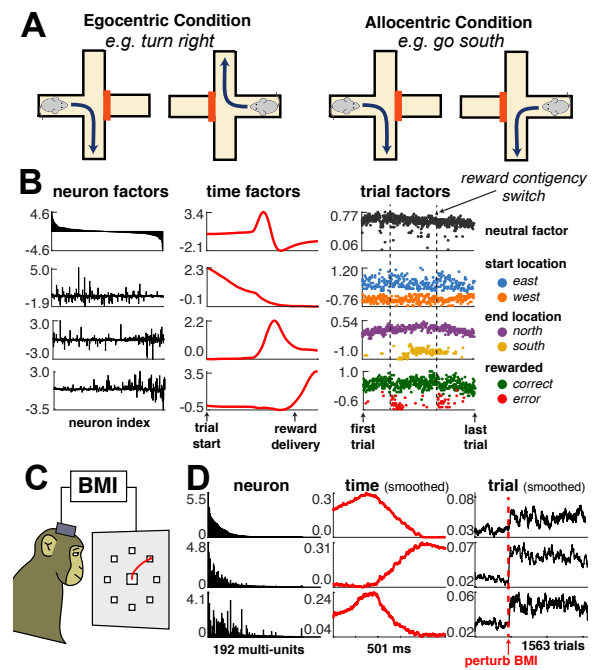 A
Egocentric Condition
e.g. turn right
Allocentric Condition
e.g. go south
B
neuron factors
time factors
trial factors
reward contigency
switch
4.6
-4.6
3.4
-2.1
0.77
0.06
neutral factor
5.0
-1.9
2.3
-0.1
1.20
-0.76
start location
east
west
3.0
-3.0
2.2
0.0
0.54
-1.0
end location
north
south
3.0
-3.5
3.5
-0.5
1.0
-0.6
rewarded
correct
error
neuron index
trial
start
reward
delivery
first
trial
last
trial
C
BMI
D
neuron
time (smoothed)
trial (smoothed)
5.5
0
0.3
0.0
0.08
0.03
4.8
0
0.31
0.0
0.07
0.02
4.1
0
0.24
0.04
0.06
0.02
192 multi-units
501 ms
1563 trials
perturb BMI